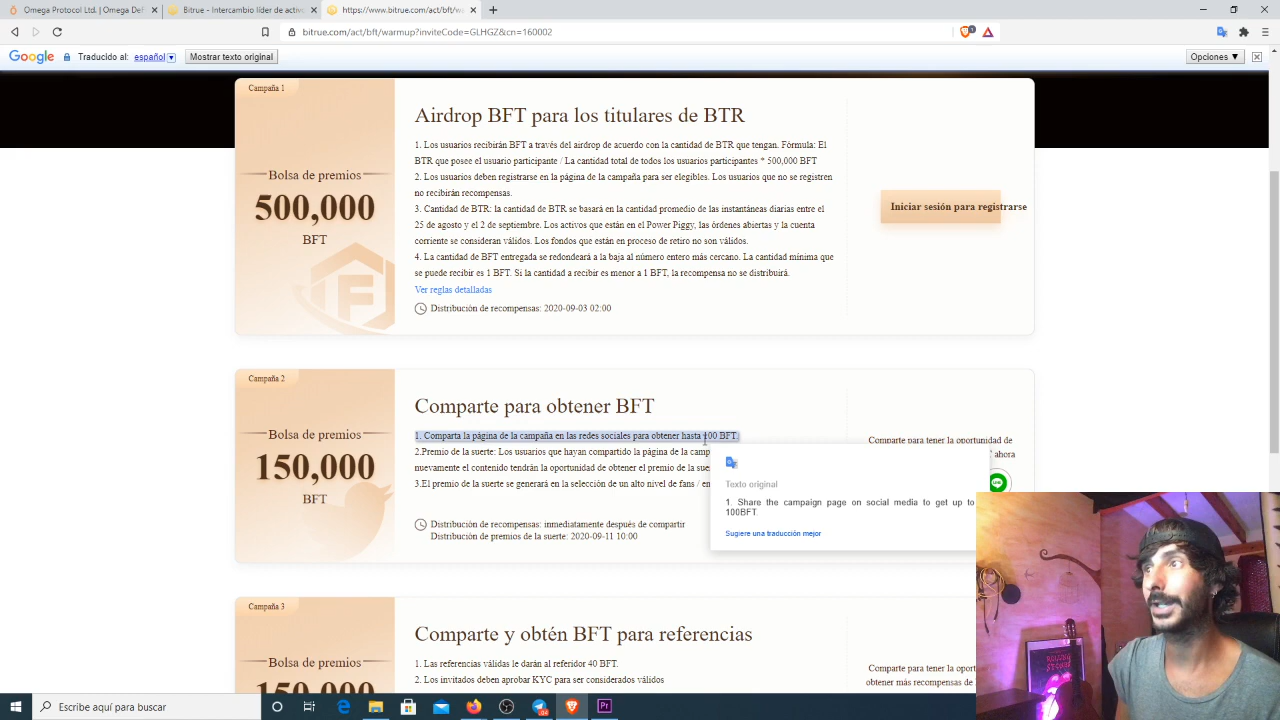 Omega Protocol Ltd. | Omega Def
Bitrue - Intercambio líder de activo
https://www.bitrue.com/act/bft/wa
bitrue.com/act/bft/warmup?inviteCode=GLHGZ&cn=160002
Google
Traducido al: español
Mostrar texto original
Opciones ▼
Campaña 1
Bolsa de premios
500,000
BFT
Airdrop BFT para los titulares de BTR
1. Los usuarios recibirán BFT a través del airdrop de acuerdo con la cantidad de BTR que tengan. Fórmula: El
BTR que posee el usuario participante / La cantidad total de todos los usuarios participantes * 500,000 BFT
2. Los usuarios deben registrarse en la página de la campaña para ser elegibles. Los usuarios que no se registren
no recibirán recompensas.
3. Cantidad de BTR: la cantidad de BTR se basará en la cantidad promedio de las instantáneas diarias entre el
25 de agosto y el 2 de septiembre. Los activos que están en el Power Piggy, las órdenes abiertas y la cuenta
corriente se consideran válidos. Los fondos que están en proceso de retiro no son válidos.
4. La cantidad de BFT entregada se redondeará a la baja al número entero más cercano. La cantidad mínima que
se puede recibir es 1 BFT. Si la cantidad a recibir es menor a 1 BFT, la recompensa no se distribuirá.
Ver reglas detalladas
Distribución de recompensas: 2020-09-03 02:00
Iniciar sesión para registrarse
Campaña 2
Bolsa de premios
150,000
BFT
Comparte para obtener BFT
1. Comparta la página de la campaña en las redes sociales para obtener hasta 100 BFT.
2.Premio de la suerte: Los usuarios que hayan compartido la página de la camp
nuevamente el contenido tendrán la oportunidad de obtener el premio de la sue
3.El premio de la suerte se generará en la selección de un alto nivel de fans / en
Distribución de recompensas: inmediatamente después de compartir
Distribución de premios de la suerte: 2020-09-11 10:00
Comparte para tener la oportunidad de
ahora
LINE
Texto original
1. Share the campaign page on social media to get up to
100BFT.
Sugiere una traducción mejor
Campaña 3
Bolsa de premios
150,000
Comparte y obtén BFT para referencias
1. Las referencias válidas le darán al referidor 40 BFT.
2. Los invitados deben aprobar KYC para ser considerados válidos
Comparte para tener la oport
obtener más recompensas de
Escribe aquí para buscar
Pr